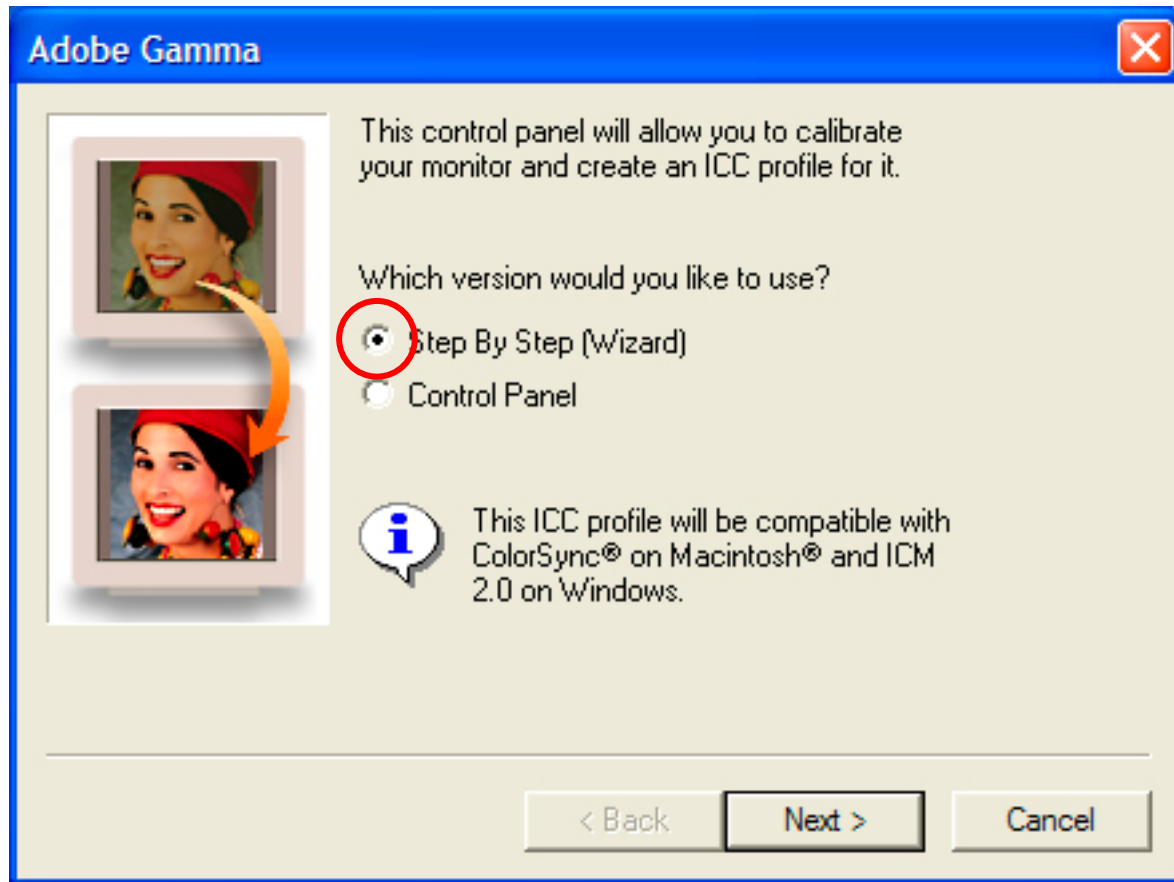 Adobe Gamma
This control panel will allow you to calibrate
your monitor and create an ICC profile for it.
Which version would you like to use?
Step By Step (Wizard)
Control Panel
This ICC profile will be compatible with
ColorSync® on Macintosh® and ICM
2.0 on Windows.
< Back
Next >
Cancel